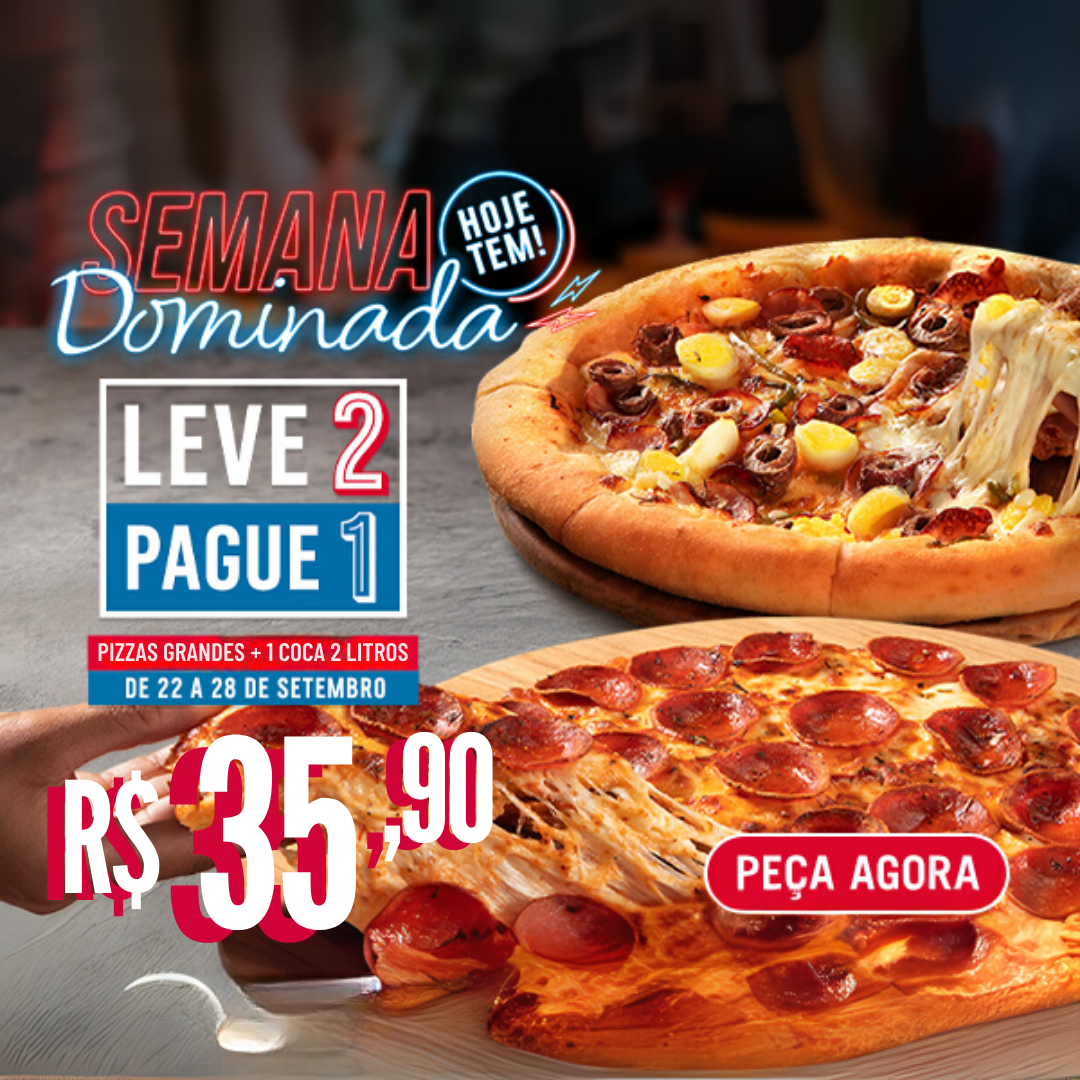 SEMANA
HOJE
TEM!
Dominada
LEVE 2
PAGUE 1
PIZZAS GRANDES + 1 COCA 2 LITROS
DE 22 A 28 DE SETEMBRO
R$ 35,90
PEÇA AGORA